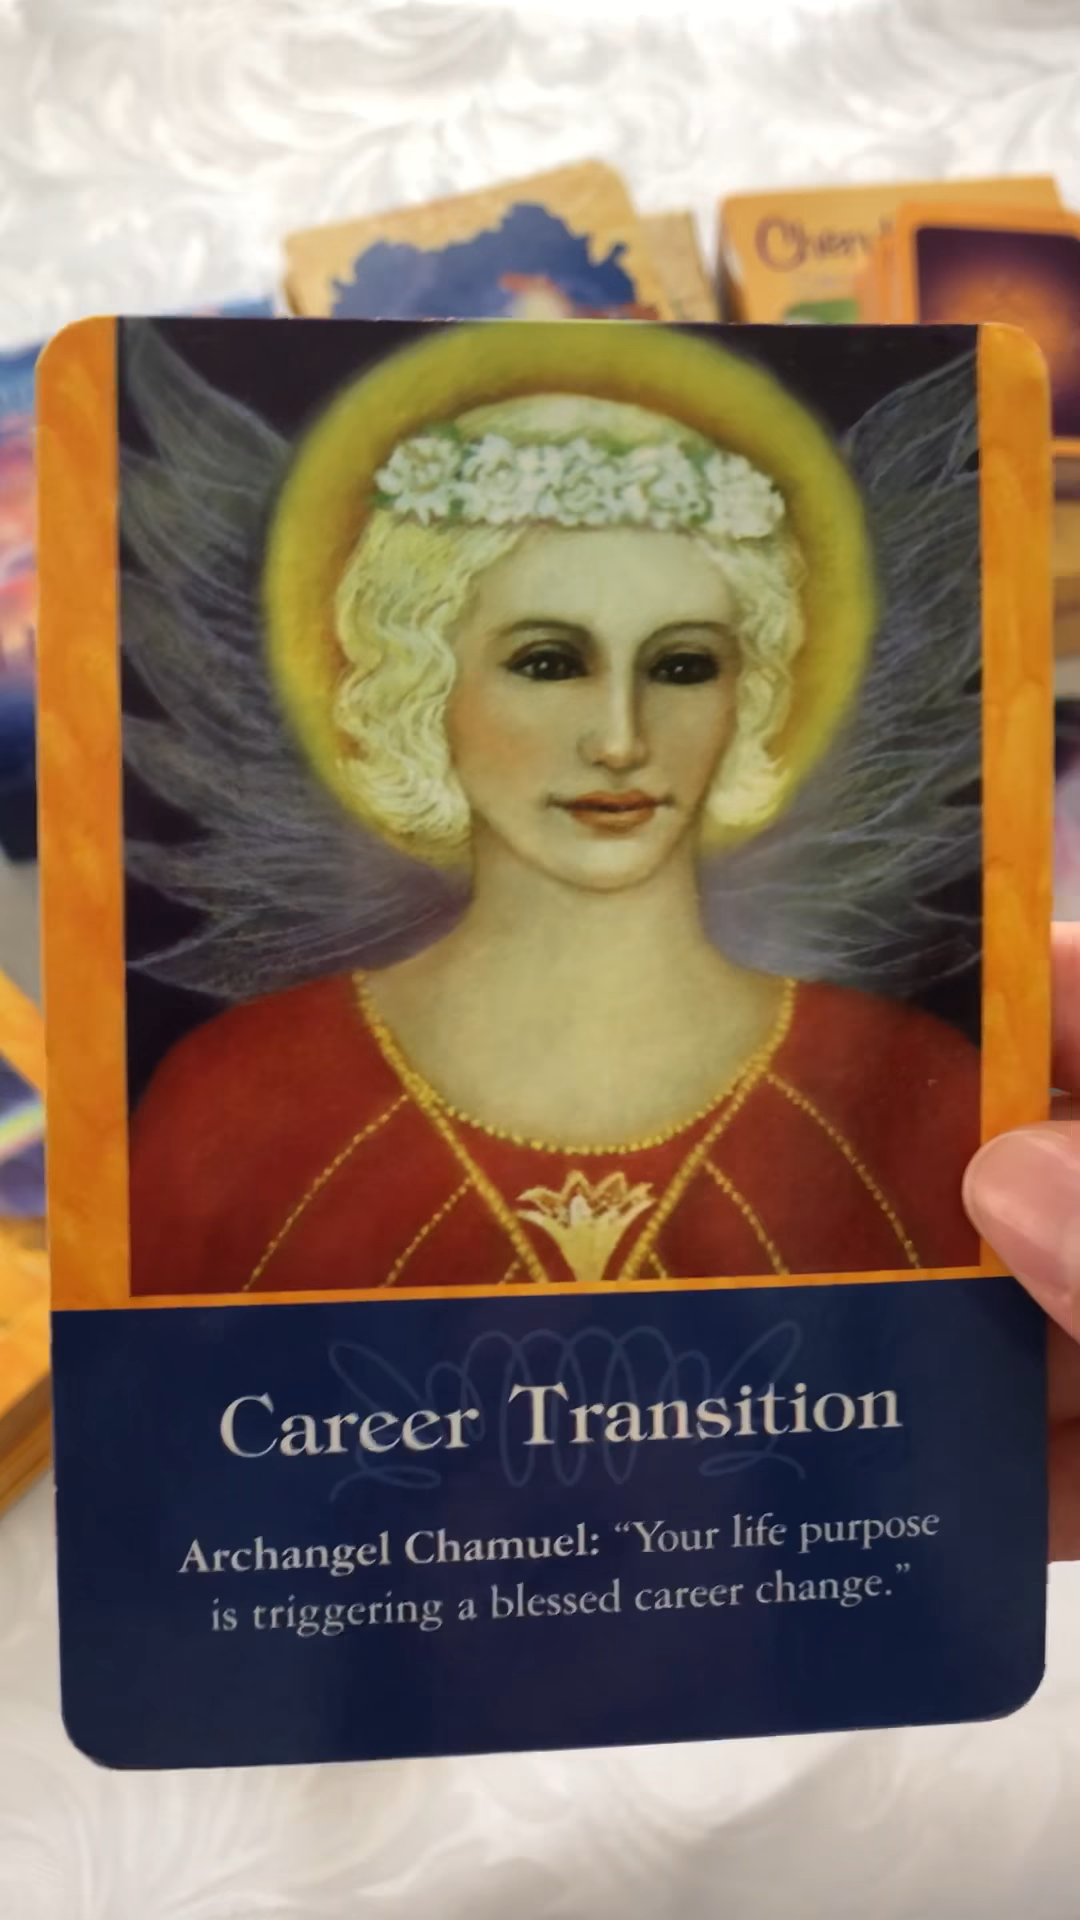 Career Transition
Archangel Chamuel: “Your life purpose
is triggering a blessed career change.”